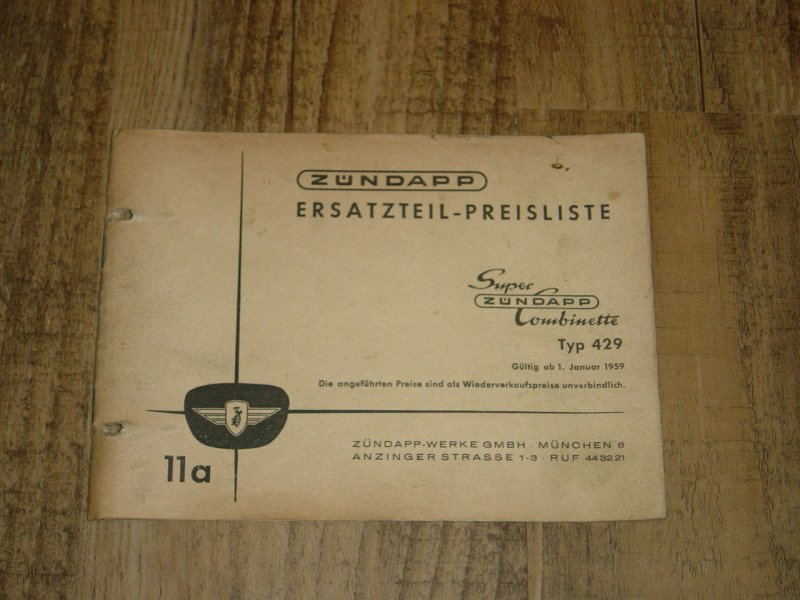 ZÜNDAPP
ERSATZTEIL-PREISLISTE
Super
ZÜNDAPP
Combinette
Typ 429
Gültig ab 1. Januar 1959
Die angeführten Preise sind als Wiederverkaufspreise unverbindlich.
11a
ZÜNDAPP-WERKE GMBH · MÜNCHEN 8
ANZINGER STRASSE 1-3 · RUF 443221